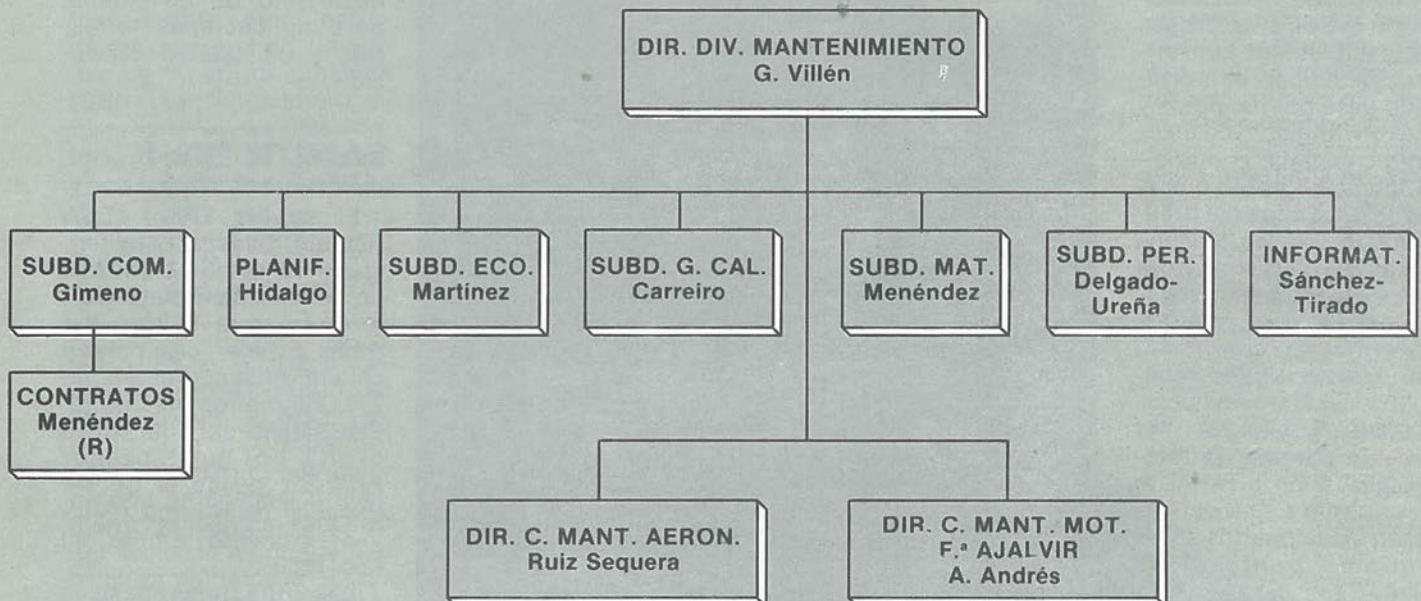 DIR. DIV. MANTENIMIENTO
G. Villén
SUBD. COM.
Gimeno
PLANIF.
Hidalgo
SUBD. ECO.
Martínez
SUBD. G. CAL.
Carreiro
SUBD. MAT.
Menéndez
SUBD. PER.
Delgado-
Ureña
INFORMAT.
Sánchez-
Tirado
CONTRATOS
Menéndez
(R)
DIR. C. MANT. AERON.
Ruiz Sequera
DIR. C. MANT. MOT.
F.ª AJALVIR
A. Andrés